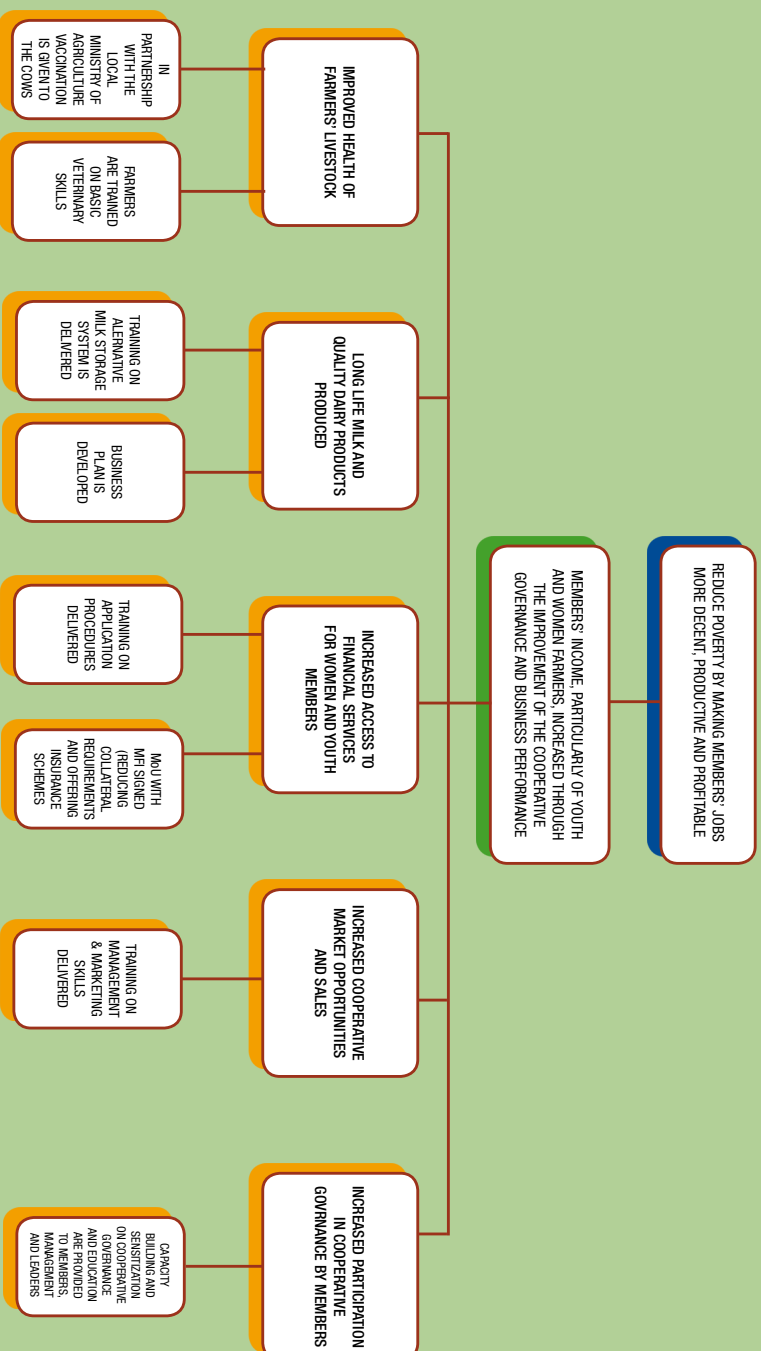 REDUCE POVERTY BY MAKING MEMBERS' JOBS
MORE DECENT, PRODUCTIVE AND PROFITABLE
MEMBERS' INCOME, PARTICULARLY OF YOUTH
AND WOMEN FARMERS, INCREASED THROUGH
THE IMPROVEMENT OF THE COOPERATIVE
GOVERNANCE AND BUSINESS PERFORMANCE
IMPROVED HEALTH OF
FARMERS' LIVESTOCK
LONG LIFE MILK AND
QUALITY DAIRY PRODUCTS
PRODUCED
INCREASED ACCESS TO
FINANCIAL SERVICES
FOR WOMEN AND YOUTH
MEMBERS
INCREASED COOPERATIVE
MARKET OPPORTUNITIES
AND SALES
INCREASED PARTICIPATION
IN COOPERATIVE
GOVRNANCE BY MEMBERS
IN
PARTNERSHIP
WITH THE
LOCAL
MINISTRY OF
AGRICULTURE
VACCINATION
IS GIVEN TO
THE COWS
FARMERS
ARE TRAINED
ON BASIC
VETERINARY
SKILLS
TRAINING ON
ALERNATIVE
MILK STORAGE
SYSTEM IS
DELIVERED
BUSINESS
PLAN IS
DEVELOPED
TRAINING ON
APPLICATION
PROCEDURES
DELIVERED
MoU WITH
MFI SIGNED
(REDUCING
COLLATERAL
REQUIREMENTS
AND OFFERING
INSURANCE
SCHEMES
TRAINING ON
MANAGEMENT
& MARKETING
SKILLS
DELIVERED
CAPACITY
BUILDING AND
SENSITIZATION
ON COOPERATIVE
GOVERNANCE
AND EDUCATION
ARE PROVIDED
TO MEMBERS,
MANAGEMENT
AND LEADERS